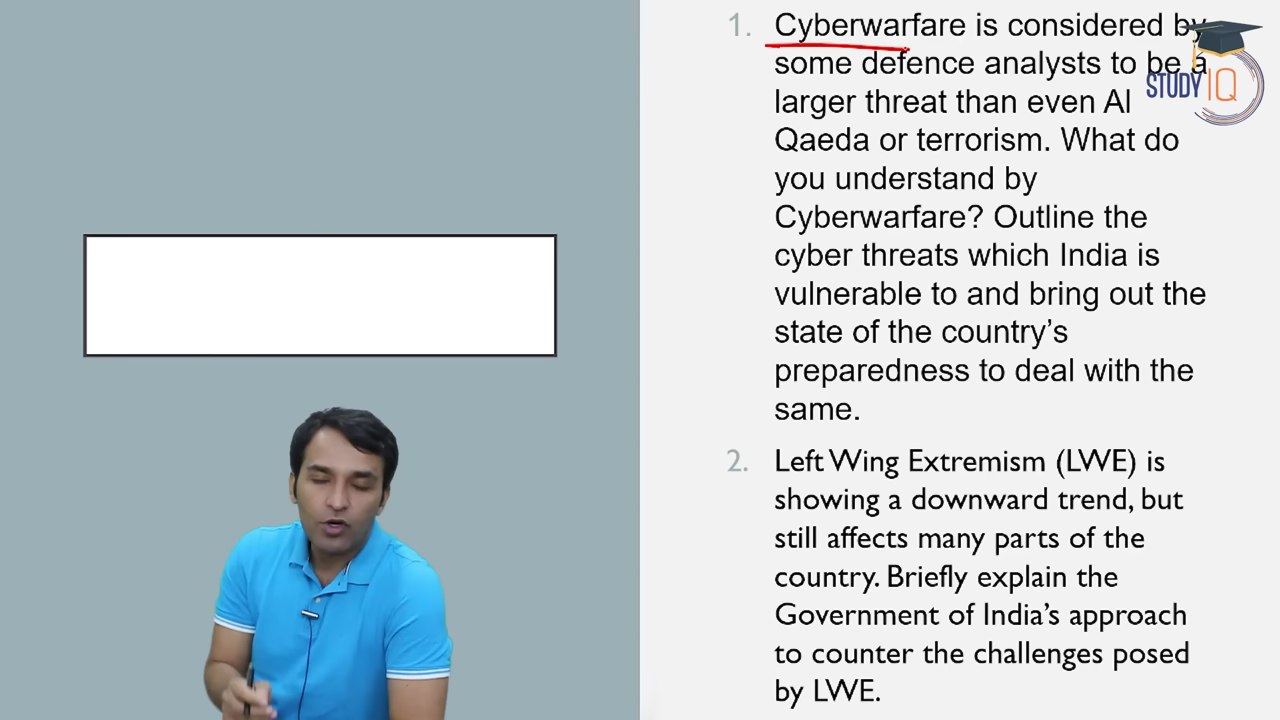 1. Cyberwarfare is considered by
some defence analysts to be a
larger threat than even Al
Qaeda or terrorism. What do
you understand by
Cyberwarfare? Outline the
cyber threats which India is
vulnerable to and bring out the
state of the country’s
preparedness to deal with the
same.
2. Left Wing Extremism (LWE) is
showing a downward trend, but
still affects many parts of the
country. Briefly explain the
Government of India’s approach
to counter the challenges posed
by LWE.
STUDY IQ